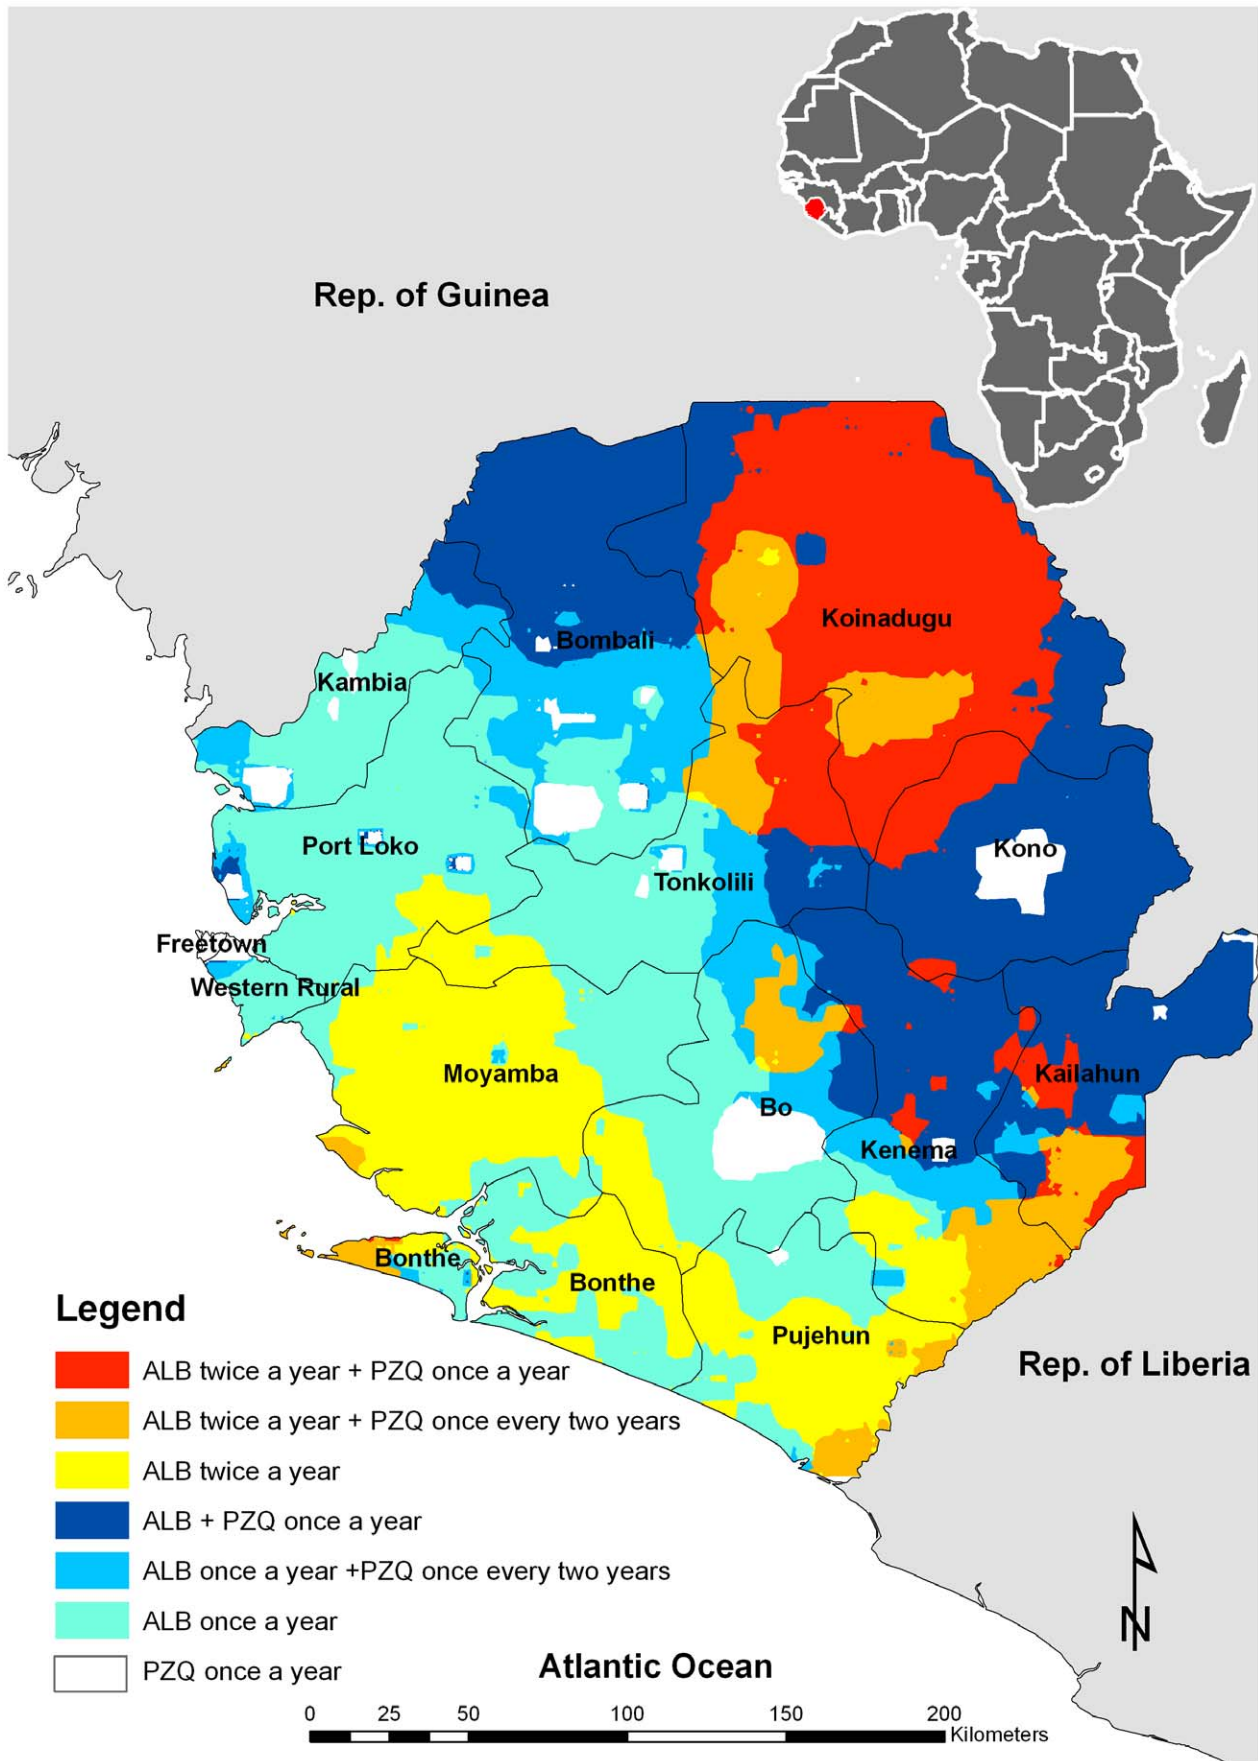 Rep. of Guinea
Koinadugu
Bombali
Kambia
Port Loko
Kono
Tonkolili
Freetown
Western Rural
Moyamba
Kailahun
Bo
Kenema
Bonthe
Bonthe
Pujehun
Rep. of Liberia
Legend
ALB twice a year + PZQ once a year
ALB twice a year + PZQ once every two years
ALB twice a year
ALB + PZQ once a year
ALB once a year +PZQ once every two years
ALB once a year
PZQ once a year
N
Atlantic Ocean
0 25 50 100 150 200
Kilometers